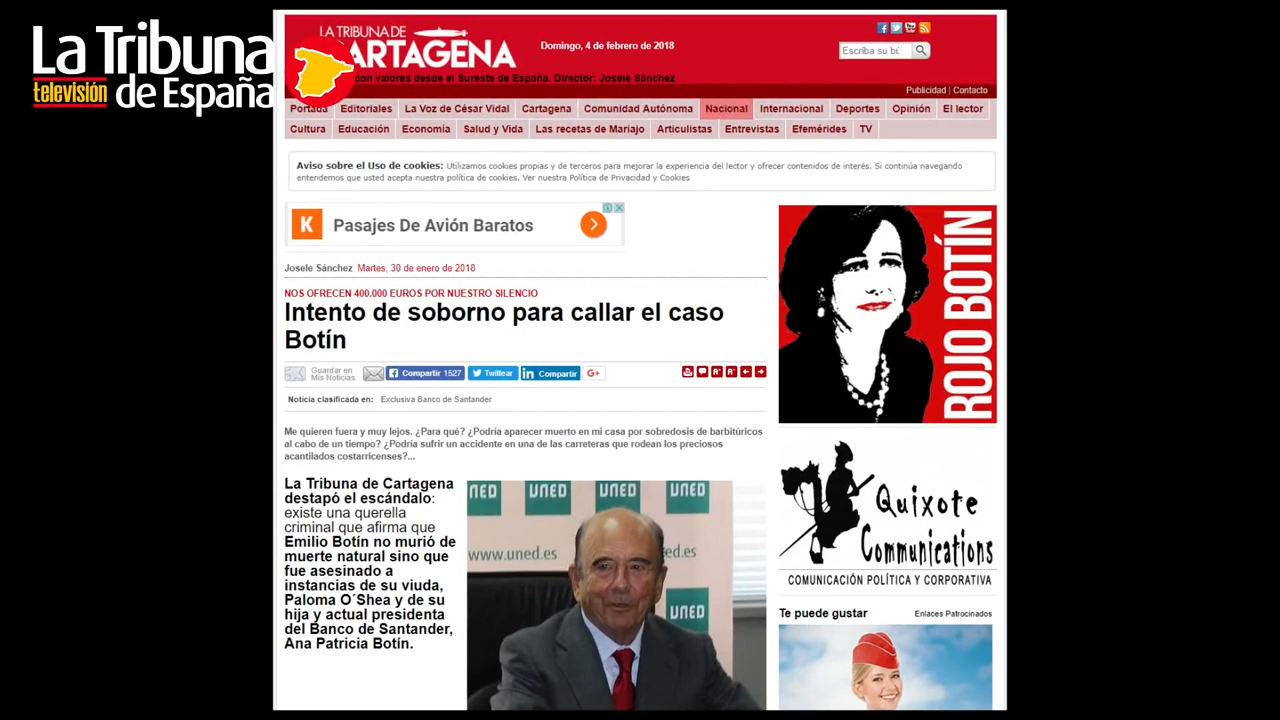 La Tribuna
televisión de España
LA TRIBUNA DE
CARTAGENA
Domingo, 4 de febrero de 2018
con valores desde el Sureste de España. Director: Josele Sánchez
Publicidad | Contacto
Portada Editoriales La Voz de César Vidal Cartagena Comunidad Autónoma Nacional Internacional Deportes Opinión El lector
Cultura Educación Economía Salud y Vida Las recetas de Mariajo Articulistas Entrevistas Efemérides TV
Aviso sobre el Uso de cookies: Utilizamos cookies propias y de terceros para mejorar la experiencia del lector y ofrecer contenidos de interés. Si continúa navegando
entendemos que usted acepta nuestra política de cookies. Ver nuestra Política de Privacidad y Cookies
K Pasajes De Avión Baratos
Josele Sánchez Martes, 30 de enero de 2018
NOS OFRECEN 400.000 EUROS POR NUESTRO SILENCIO
Intento de soborno para callar el caso
Botín
Guardar en
Mis Noticias.
Compartir 1527 Twittear Compartir G+
Noticia clasificada en: Exclusiva Banco de Santander
Me quieren fuera y muy lejos. ¿Para qué? ¿Podría aparecer muerto en mi casa por sobredosis de barbitúricos
al cabo de un tiempo? ¿Podría sufrir un accidente en una de las carreteras que rodean los preciosos
acantilados costarricenses?...
La Tribuna de Cartagena
destapó el escándalo:
existe una querella
criminal que afirma que
Emilio Botín no murió de
muerte natural sino que
fue asesinado a
instancias de su viuda,
Paloma O´Shea y de su
hija y actual presidenta
del Banco de Santander,
Ana Patricia Botín.
UNED UNED UNED UNED
www.uned.es
ed.es
UNED
ROJO BOTÍN
Quixote
Communications
COMUNICACIÓN POLÍTICA Y CORPORATIVA
Te puede gustar Enlaces Patrocinados